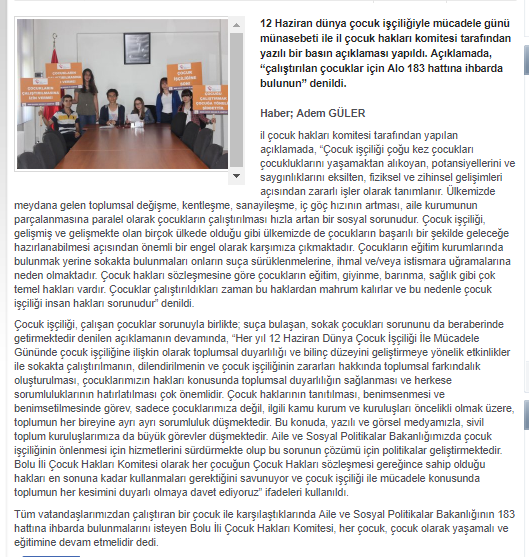 12 Haziran dünya çocuk işçiliğiyle mücadele günü
münasebeti ile il çocuk hakları komitesi tarafından
yazılı bir basın açıklaması yapıldı. Açıklamada,
“çalıştırılan çocuklar için Alo 183 hattına ihbarda
bulunun” denildi.
Haber; Adem GÜLER
il çocuk hakları komitesi tarafından yapılan
açıklamada, “Çocuk işçiliği çoğu kez çocukları
çocukluklarını yaşamaktan alıkoyan, potansiyellerini ve
saygınlıklarını eksilten, fiziksel ve zihinsel gelişimleri
açısından zararlı işler olarak tanımlanır. Ülkemizde
meydana gelen toplumsal değişme, kentleşme, sanayileşme, iç göç hızının artması, aile kurumunun
parçalanmasına paralel olarak çocukların çalıştırılması hızla artan bir sosyal sorunudur. Çocuk işçiliği,
gelişmiş ve gelişmekte olan birçok ülkede olduğu gibi ülkemizde de çocukların başarılı bir şekilde geleceğe
hazırlanabilmesi açısından önemli bir engel olarak karşımıza çıkmaktadır. Çocukların eğitim kurumlarında
bulunmak yerine sokakta bulunmaları onların suça sürüklenmelerine, ihmal ve/veya istismara uğramalarına
neden olmaktadır. Çocuk hakları sözleşmesine göre çocukların eğitim, giyinme, barınma, sağlık gibi çok
temel hakları vardır. Çocuklar çalıştırıldıkları zaman bu haklardan mahrum kalırlar ve bu nedenle çocuk
işçiliği insan hakları sorunudur” denildi.
Çocuk işçiliği, çalışan çocuklar sorunuyla birlikte; suça bulaşan, sokak çocukları sorununu da beraberinde
getirmektedir denilen açıklamanın devamında, “Her yıl 12 Haziran Dünya Çocuk İşçiliği İle Mücadele
Gününde çocuk işçiliğine ilişkin olarak toplumsal duyarlılığı ve bilinç düzeyini geliştirmeye yönelik etkinlikler
ile sokakta çalıştırılmanın, dilendirilmenin ve çocuk işçiliğinin zararları hakkında toplumsal farkındalık
oluşturulması, çocuklarımızın hakları konusunda toplumsal duyarlılığın sağlanması ve herkese
sorumluluklarının hatırlatılması çok önemlidir. Çocuk haklarının tanıtılması, benimsenmesi ve
benimsetilmesinde görev, sadece çocuklarımıza değil, ilgili kamu kurum ve kuruluşları öncelikli olmak üzere,
toplumun her bireyine ayrı ayrı sorumluluk düşmektedir. Bu konuda, yazılı ve görsel medyamızla, sivil
toplum kuruluşlarımıza da büyük görevler düşmektedir. Aile ve Sosyal Politikalar Bakanlığımızda çocuk
işçiliğinin önlenmesi için hizmetlerini sürdürmekte olup bu sorunun çözümü için politikalar geliştirmektedir.
Bolu İli Çocuk Hakları Komitesi olarak her çocuğun Çocuk Hakları sözleşmesi gereğince sahip olduğu
hakları en sonuna kadar kullanmaları gerektiğini savunuyor ve çocuk işçiliği ile mücadele konusunda
toplumun her kesimini duyarlı olmaya davet ediyoruz” ifadeleri kullanıldı.
Tüm vatandaşlarımızdan çalıştıran bir çocuk ile karşılaştıklarında Aile ve Sosyal Politikalar Bakanlığının 183
hattına ihbarda bulunmalarını isteyen Bolu İli Çocuk Hakları Komitesi, her çocuk, çocuk olarak yaşamalı ve
eğitimine devam etmelidir dedi.